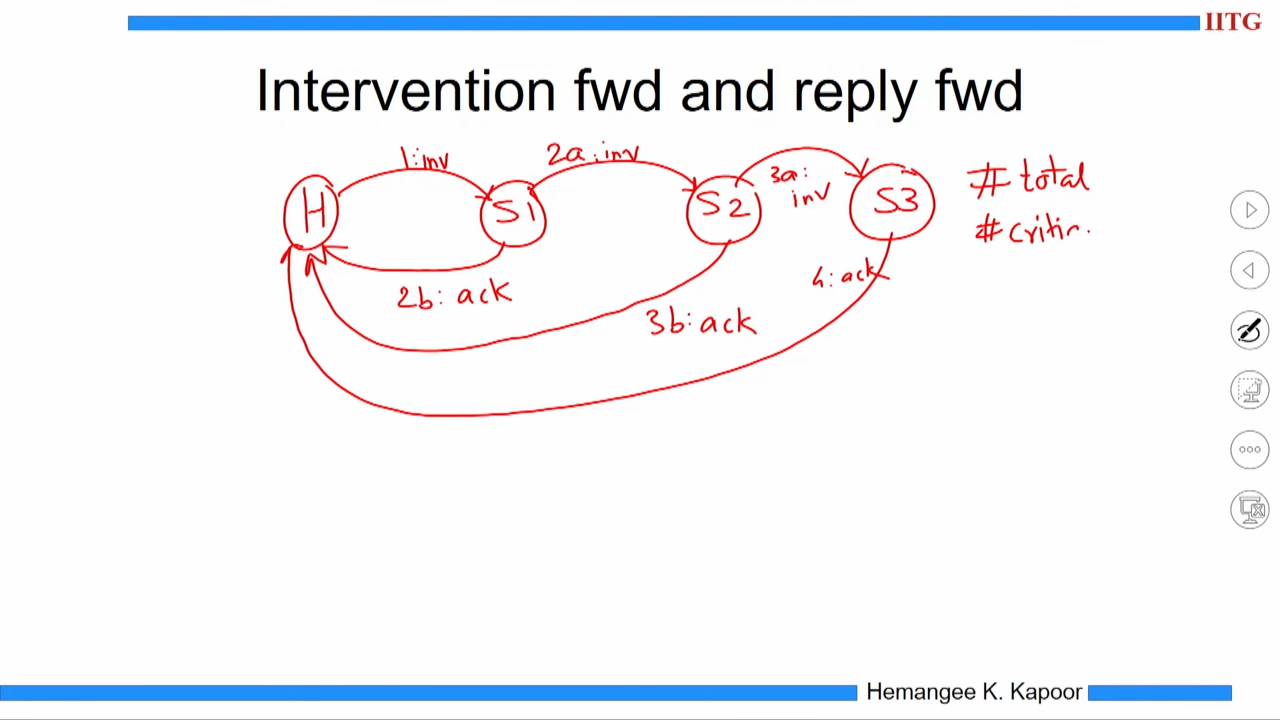 IITG
Intervention fwd and reply fwd
1:inv
2a:inv
3a:
inv
# total
# critic.
H
S1
S2
S3
2b: ack
3b: ack
4: ack
Hemangee K. Kapoor